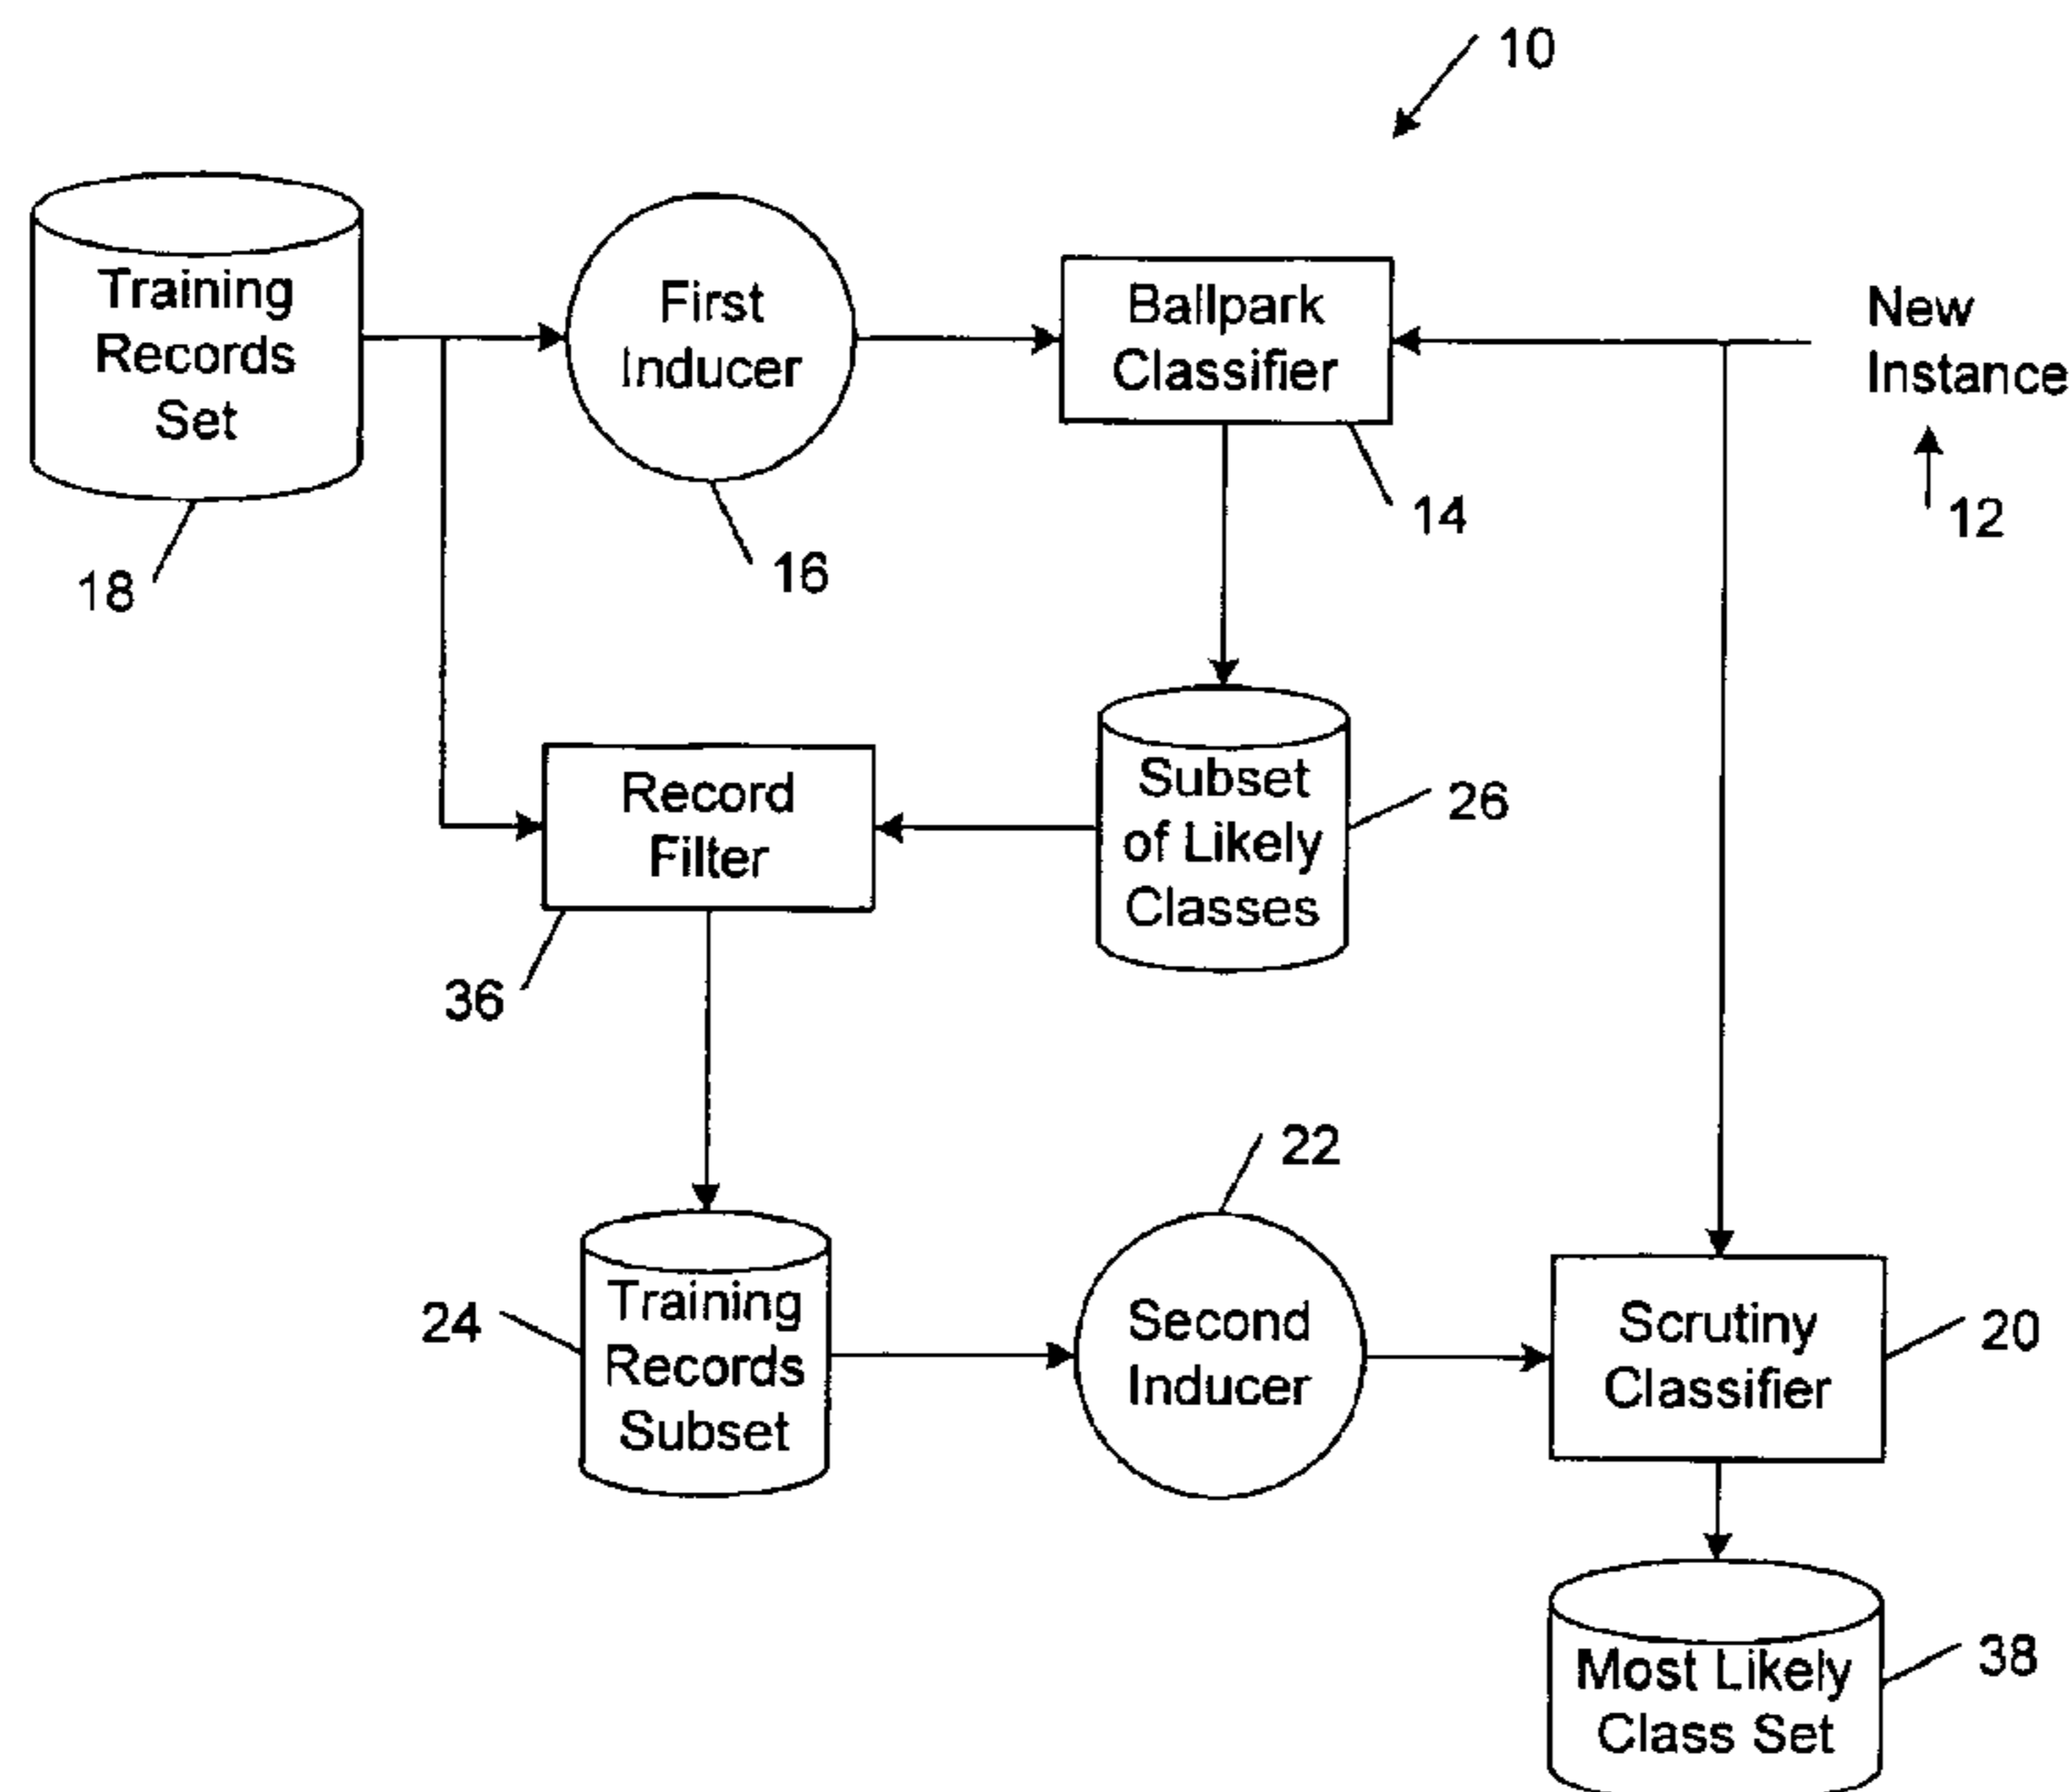 10
Training
Records
Set
First
Inducer
Ballpark
Classifier
New
Instance
18
16
14
12
Record
Filter
Subset
of Likely
Classes
26
36
22
24
Training
Records
Subset
Second
Inducer
Scrutiny
Classifier
20
Most Likely
Class Set
38